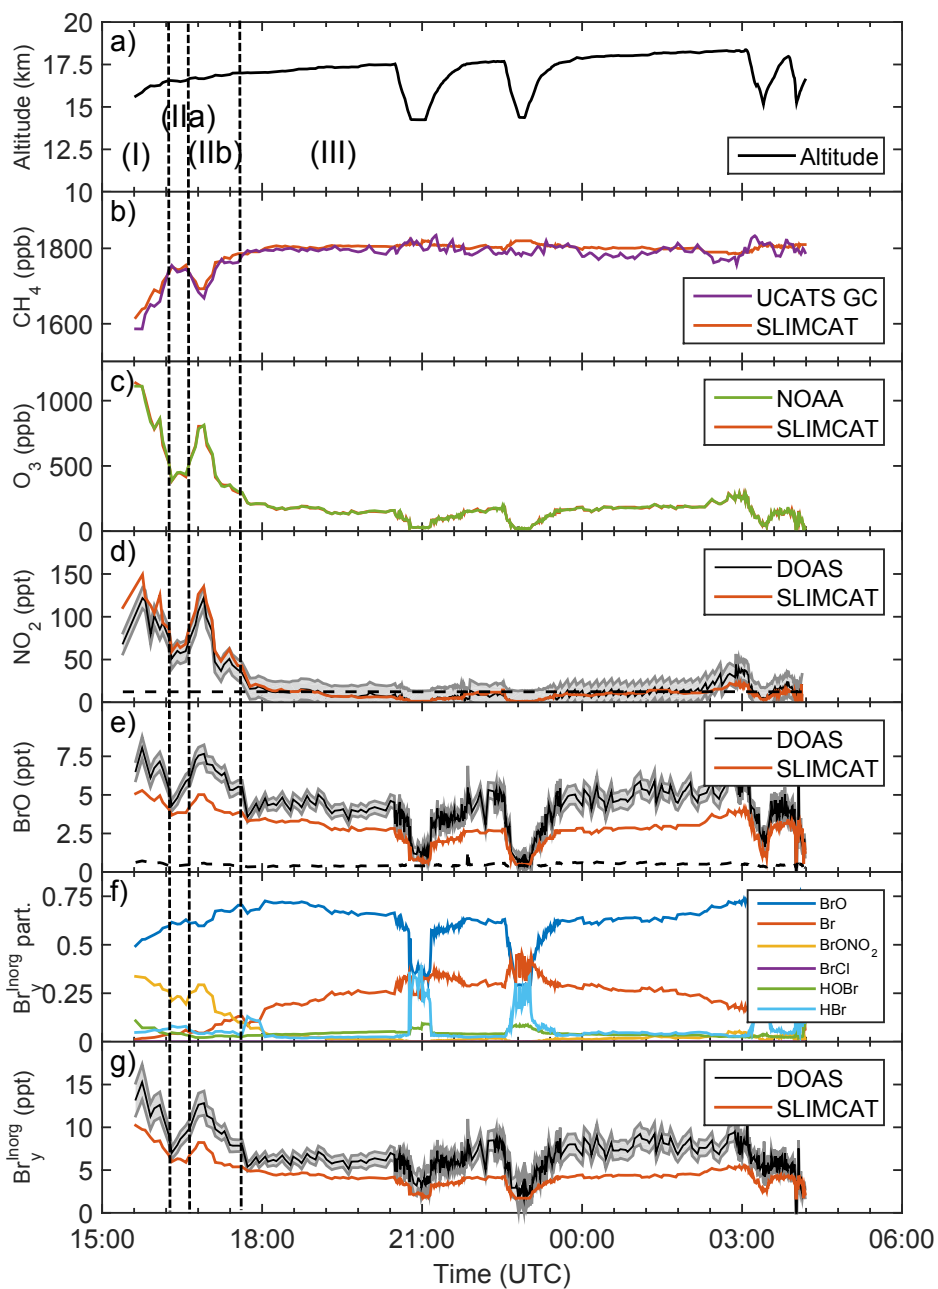 20
17.5
15
12.5
10
Altitude (km)
a)
(I)
(IIa)
(IIb)
(III)
Altitude
1800
1600
CH4 (ppb)
b)
UCATS GC
SLIMCAT
1000
500
0
O3 (ppb)
c)
NOAA
SLIMCAT
150
100
50
0
NO2 (ppt)
d)
DOAS
SLIMCAT
7.5
5
2.5
0
BrO (ppt)
e)
DOAS
SLIMCAT
0.75
0.5
0.25
0
Br_y^Inorg part.
f)
BrO
Br
BrONO2
BrCl
HOBr
HBr
15
10
5
0
Br_y^Inorg (ppt)
g)
DOAS
SLIMCAT
15:00 18:00 21:00 00:00 03:00 06:00
Time (UTC)